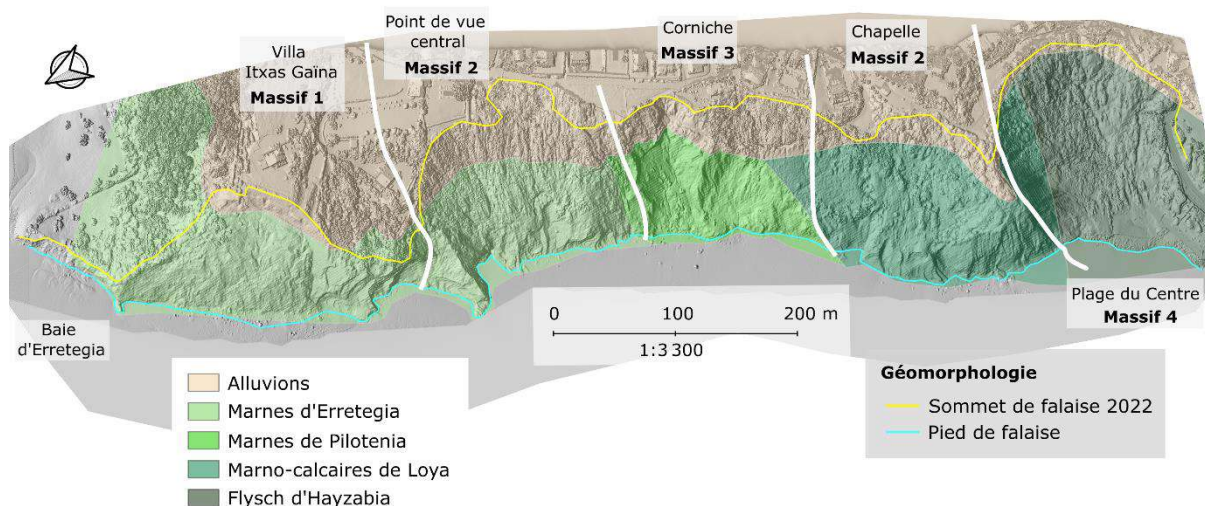 Villa
Itxas Gaïna
Massif 1
Point de vue
central
Massif 2
Corniche
Massif 3
Chapelle
Massif 2
Baie
d'Erretegia
Plage du Centre
Massif 4
0 100 200 m
1:3 300
Alluvions
Marnes d'Erretegia
Marnes de Pilotenia
Marno-calcaires de Loya
Flysch d'Hayzabia
Géomorphologie
Sommet de falaise 2022
Pied de falaise